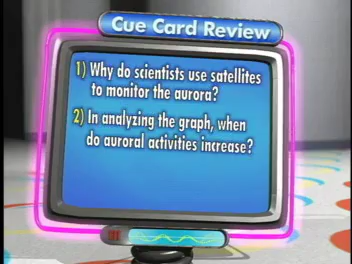 Cue Card Review
1) Why do scientists use satellites
to monitor the aurora?
2) In analyzing the graph, when
do auroral activities increase?